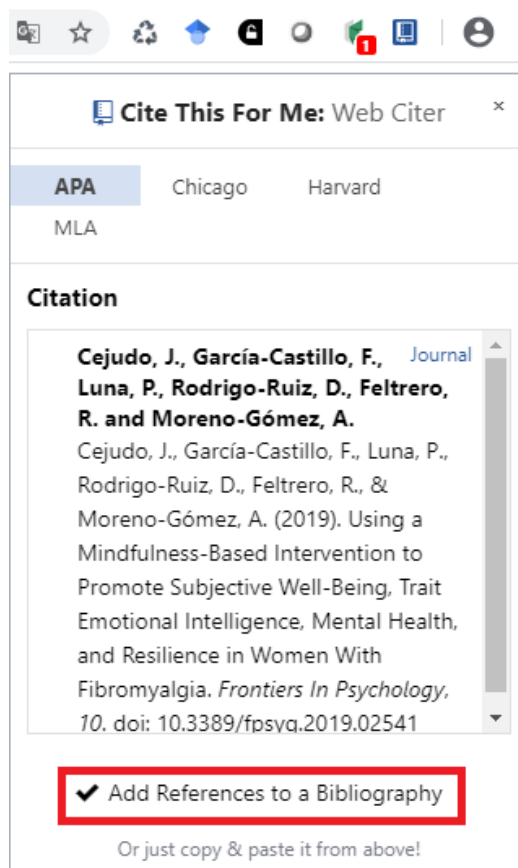 1
Cite This For Me: Web Citer ×
APA Chicago Harvard
MLA
Citation
Cejudo, J., García-Castillo, F., Journal
Luna, P., Rodrigo-Ruiz, D., Feltrero,
R. and Moreno-Gómez, A.
Cejudo, J., García-Castillo, F., Luna, P.,
Rodrigo-Ruiz, D., Feltrero, R., &
Moreno-Gómez, A. (2019). Using a
Mindfulness-Based Intervention to
Promote Subjective Well-Being, Trait
Emotional Intelligence, Mental Health,
and Resilience in Women With
Fibromyalgia. Frontiers In Psychology,
10. doi: 10.3389/fpsyg.2019.02541
✔ Add References to a Bibliography
Or just copy & paste it from above!